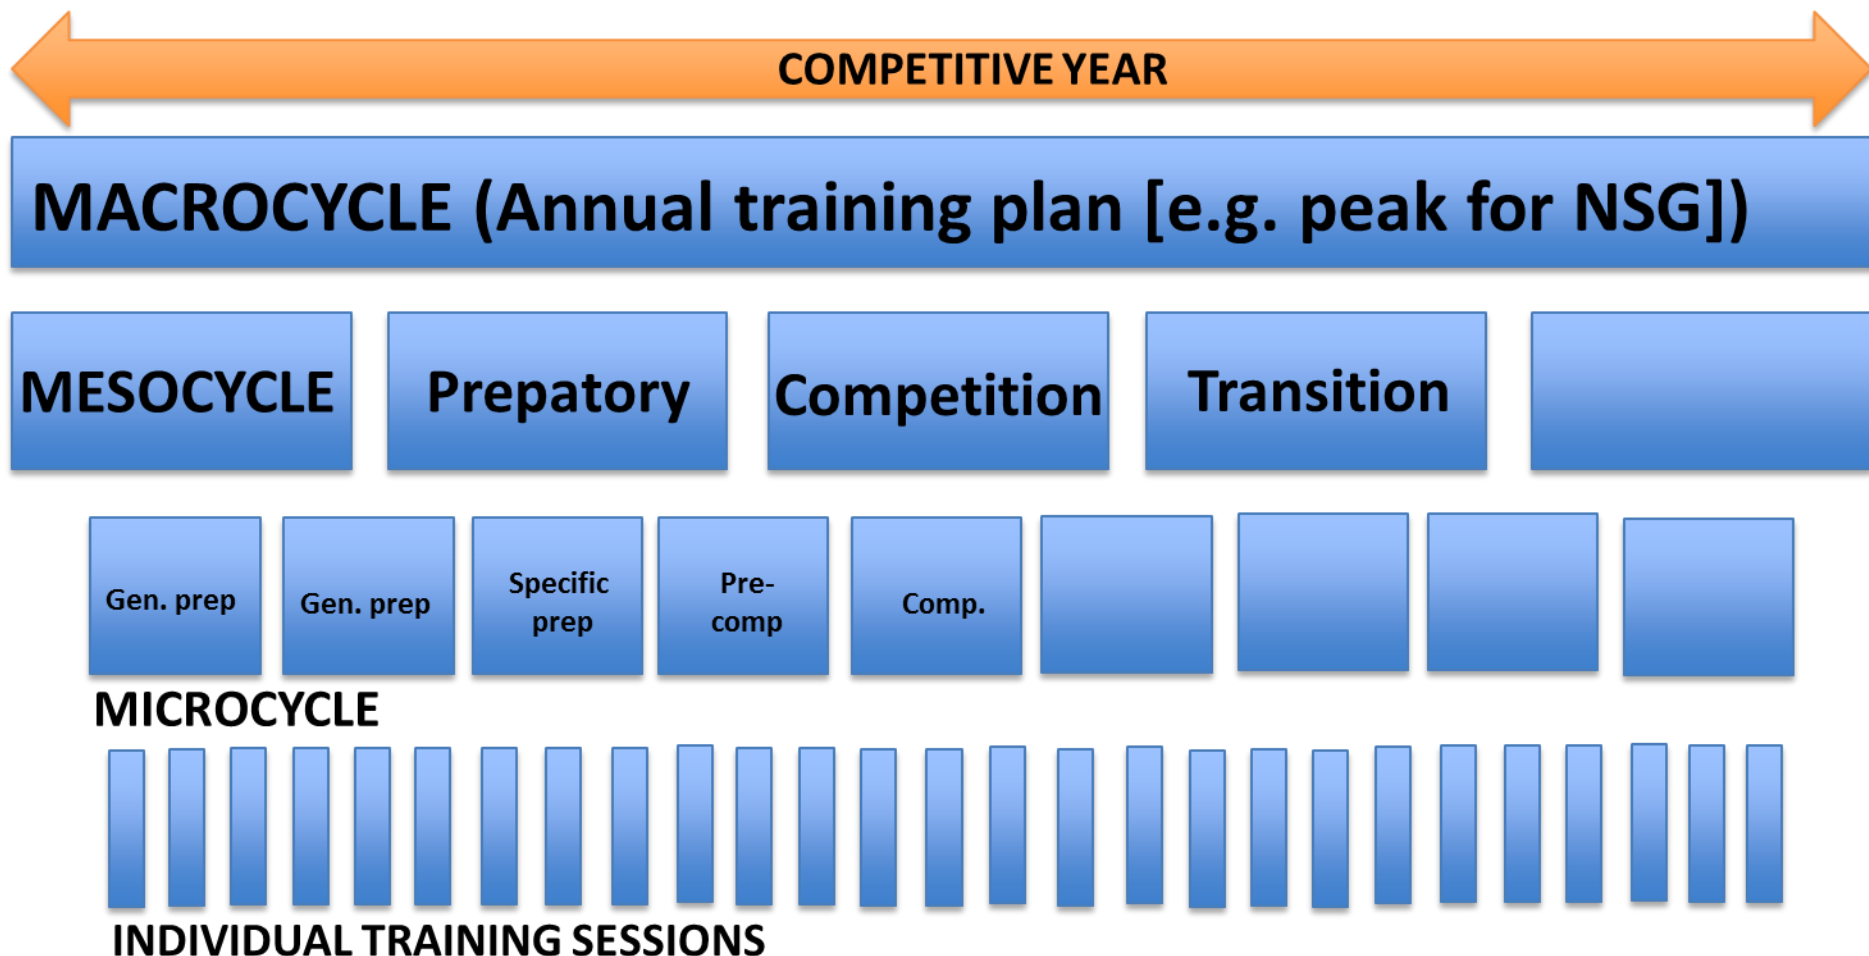 COMPETITIVE YEAR
MACROCYCLE (Annual training plan [e.g. peak for NSG])
MESOCYCLE
Prepatory
Competition
Transition
Gen. prep
Gen. prep
Specific
prep
Pre-
comp
Comp.
MICROCYCLE
INDIVIDUAL TRAINING SESSIONS